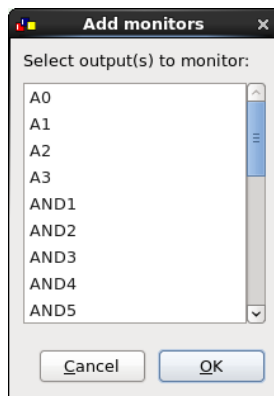 Add monitors
Select output(s) to monitor:
A0
A1
A2
A3
AND1
AND2
AND3
AND4
AND5
Cancel
OK